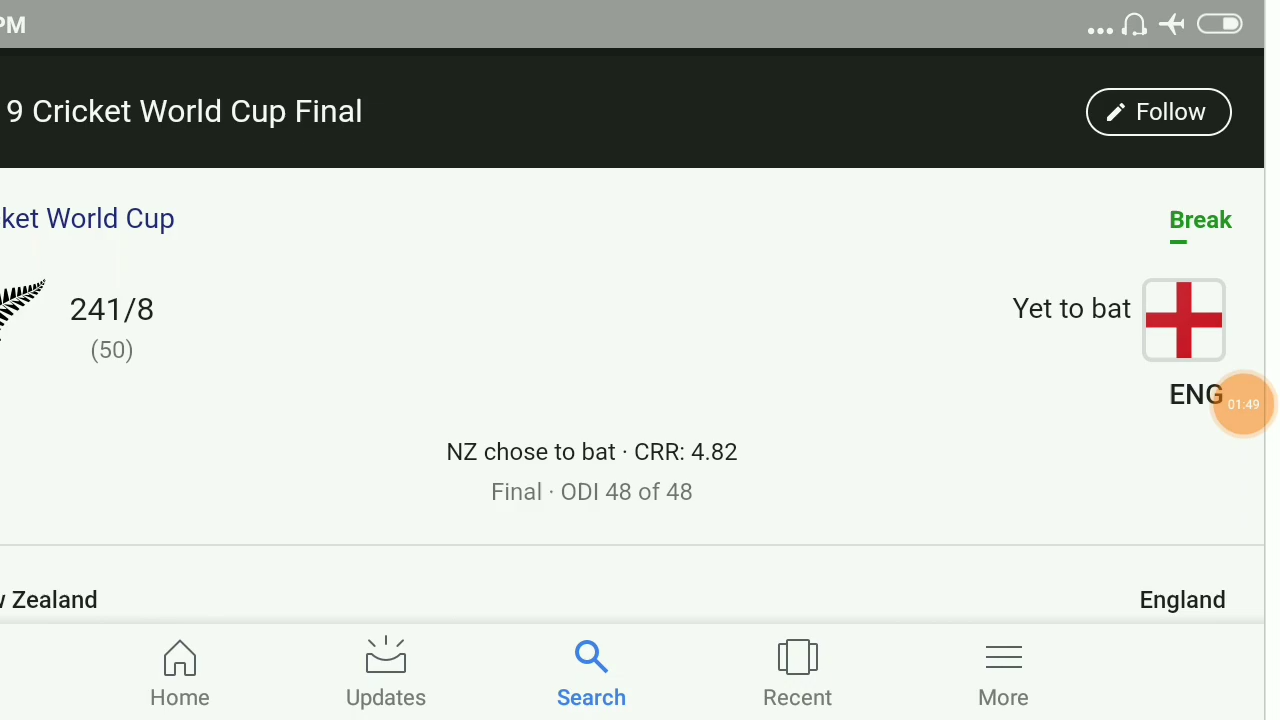 PM
9 Cricket World Cup Final
Follow
ket World Cup
Break
241/8
(50)
Yet to bat
ENG
01:49
NZ chose to bat · CRR: 4.82
Final · ODI 48 of 48
w Zealand
England
Home
Updates
Search
Recent
More